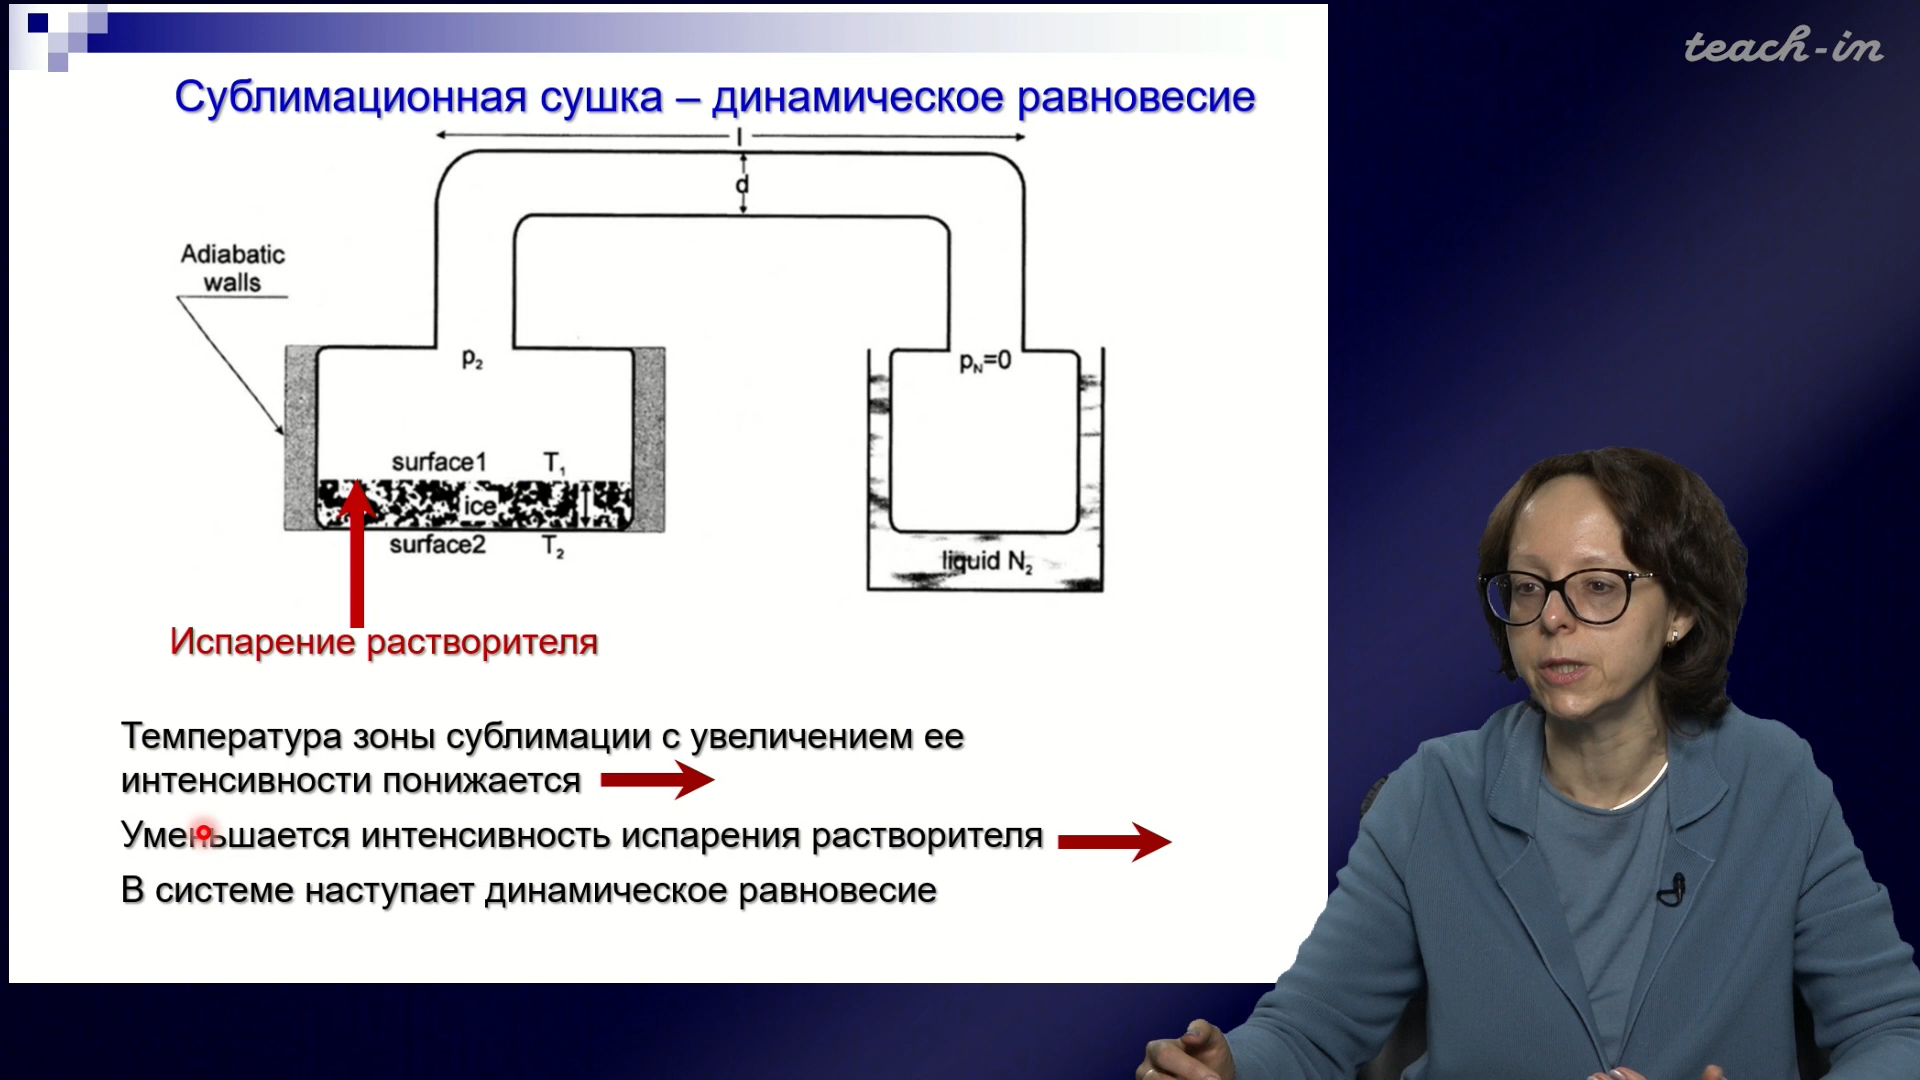 teach-in
Сублимационная сушка – динамическое равновесие
l
d
Adiabatic
walls
p₂
pN=0
surface1 T₁
ice
surface2 T₂
liquid N₂
Испарение растворителя
Температура зоны сублимации с увеличением ее
интенсивности понижается
Уменьшается интенсивность испарения растворителя
В системе наступает динамическое равновесие